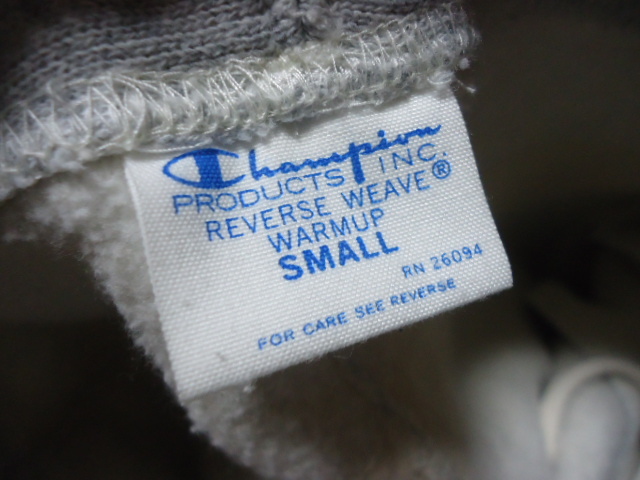 Champion
PRODUCTS INC.
REVERSE WEAVE®
WARMUP
SMALL
RN 26094
FOR CARE SEE REVERSE